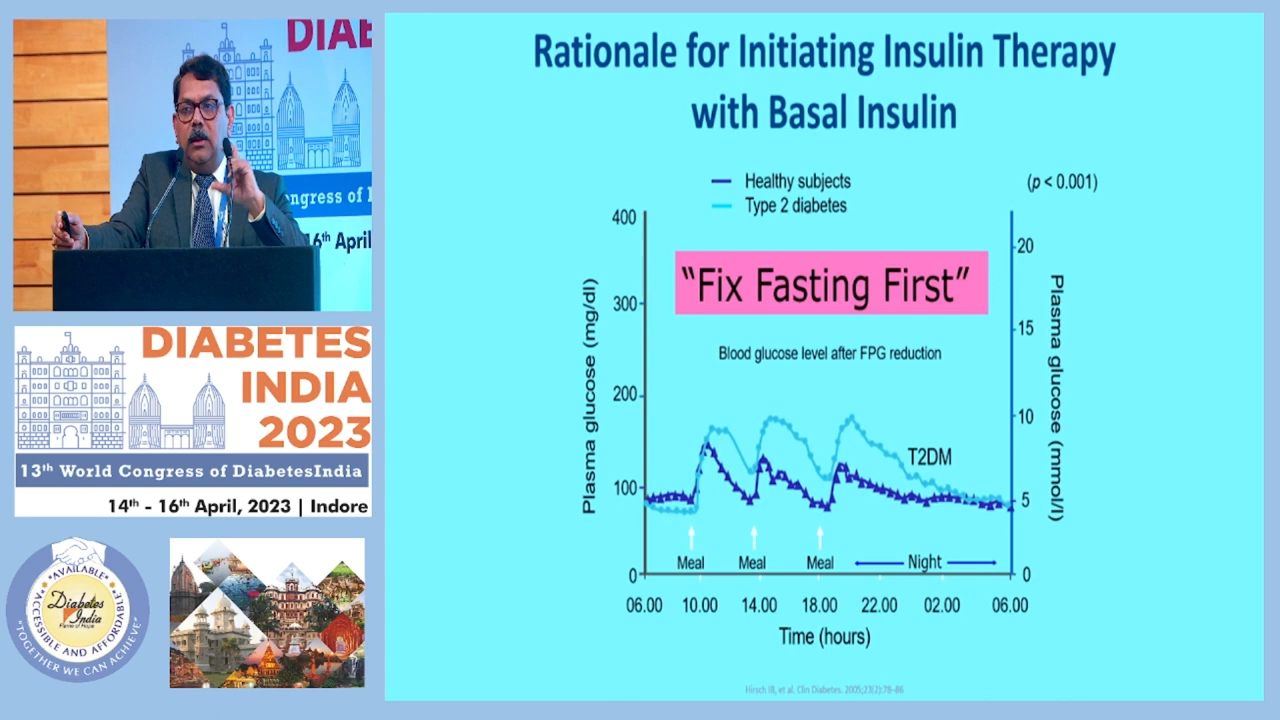 DIAB
ngress of I
16th April
DIABETES
INDIA
2023
13th World Congress of DiabetesIndia
14th - 16th April, 2023 | Indore
*AVAILABLE*
*ACCESSIBLE AND AFFORDABLE*
Diabetes
India
"TOGETHER WE CAN ACHIEVE"
Rationale for Initiating Insulin Therapy
with Basal Insulin
Healthy subjects
Type 2 diabetes
(p < 0.001)
"Fix Fasting First"
Blood glucose level after FPG reduction
T2DM
Plasma glucose (mg/dl)
400
300
200
100
0
Plasma glucose (mmol/l)
20
15
10
5
0
Meal Meal Meal Night
06.00 10.00 14.00 18.00 22.00 02.00 06.00
Time (hours)
Hirsch IB, et al. Clin Diabetes. 2005;23(2):78–86